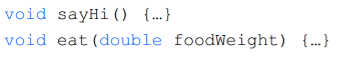 void sayHi() {…}
void eat(double foodWeight) {…}